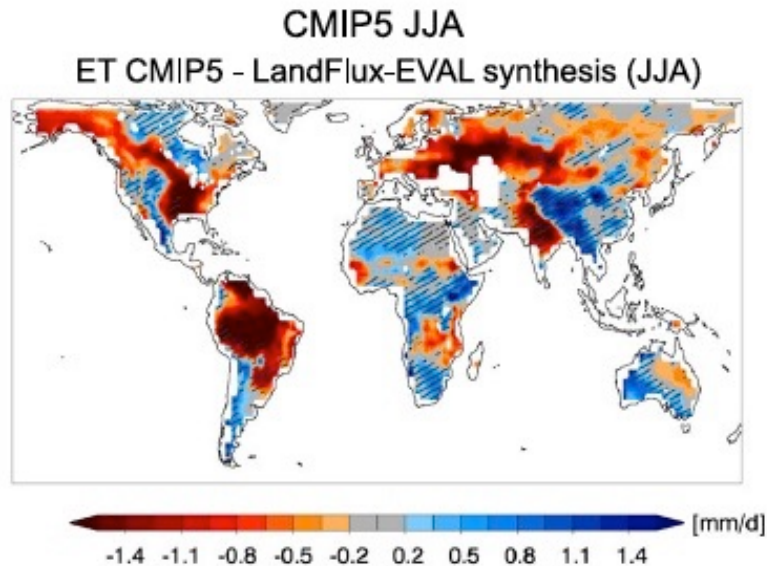 CMIP5 JJA
ET CMIP5 - LandFlux-EVAL synthesis (JJA)
[mm/d]
-1.4 -1.1 -0.8 -0.5 -0.2 0.2 0.5 0.8 1.1 1.4